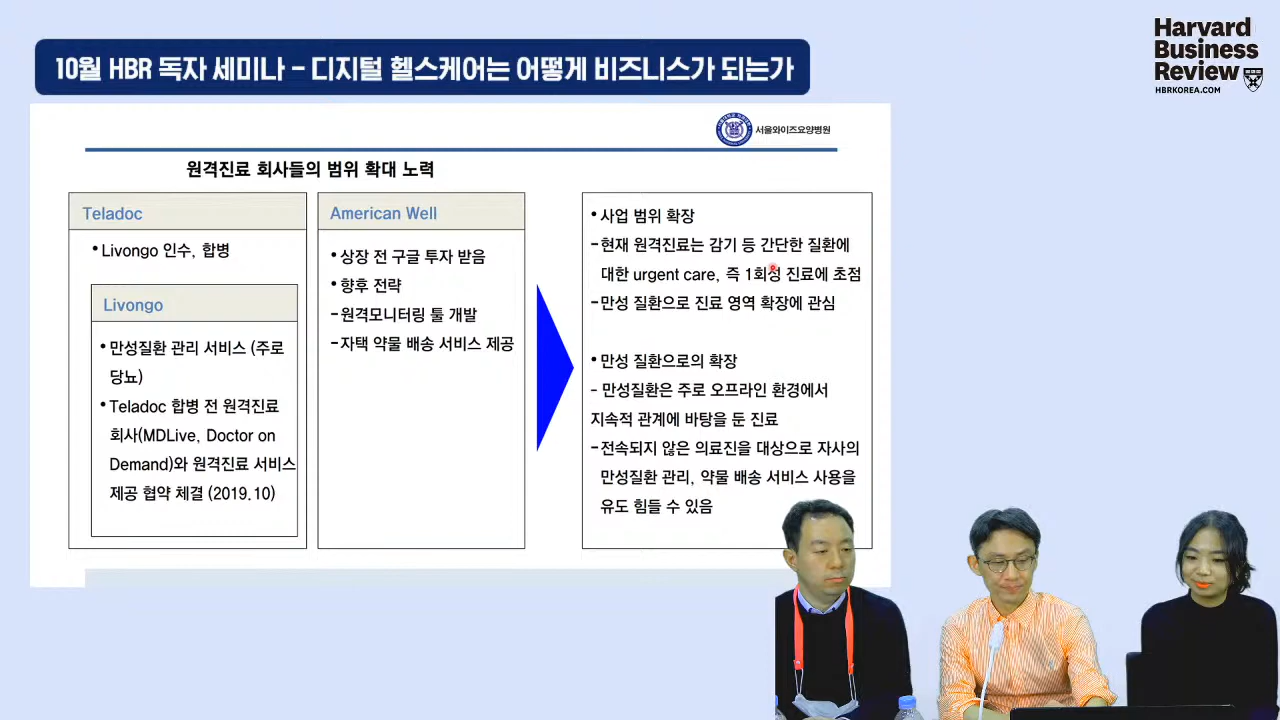 Harvard
Business
Review
HBRKOREA.COM
10월 HBR 독자 세미나 - 디지털 헬스케어는 어떻게 비즈니스가 되는가
서울와이즈요양병원
원격진료 회사들의 범위 확대 노력
Teladoc
• Livongo 인수, 합병
Livongo
• 만성질환 관리 서비스 (주로
당뇨)
• Teladoc 합병 전 원격진료
회사(MDLive, Doctor on
Demand)와 원격진료 서비스
제공 협약 체결 (2019.10)
American Well
• 상장 전 구글 투자 받음
• 향후 전략
-원격모니터링 툴 개발
-자택 약물 배송 서비스 제공
• 사업 범위 확장
-현재 원격진료는 감기 등 간단한 질환에
대한 urgent care, 즉 1회성 진료에 초점
-만성 질환으로 진료 영역 확장에 관심
• 만성 질환으로의 확장
- 만성질환은 주로 오프라인 환경에서
지속적 관계에 바탕을 둔 진료
-전속되지 않은 의료진을 대상으로 자사의
만성질환 관리, 약물 배송 서비스 사용을
유도 힘들 수 있음